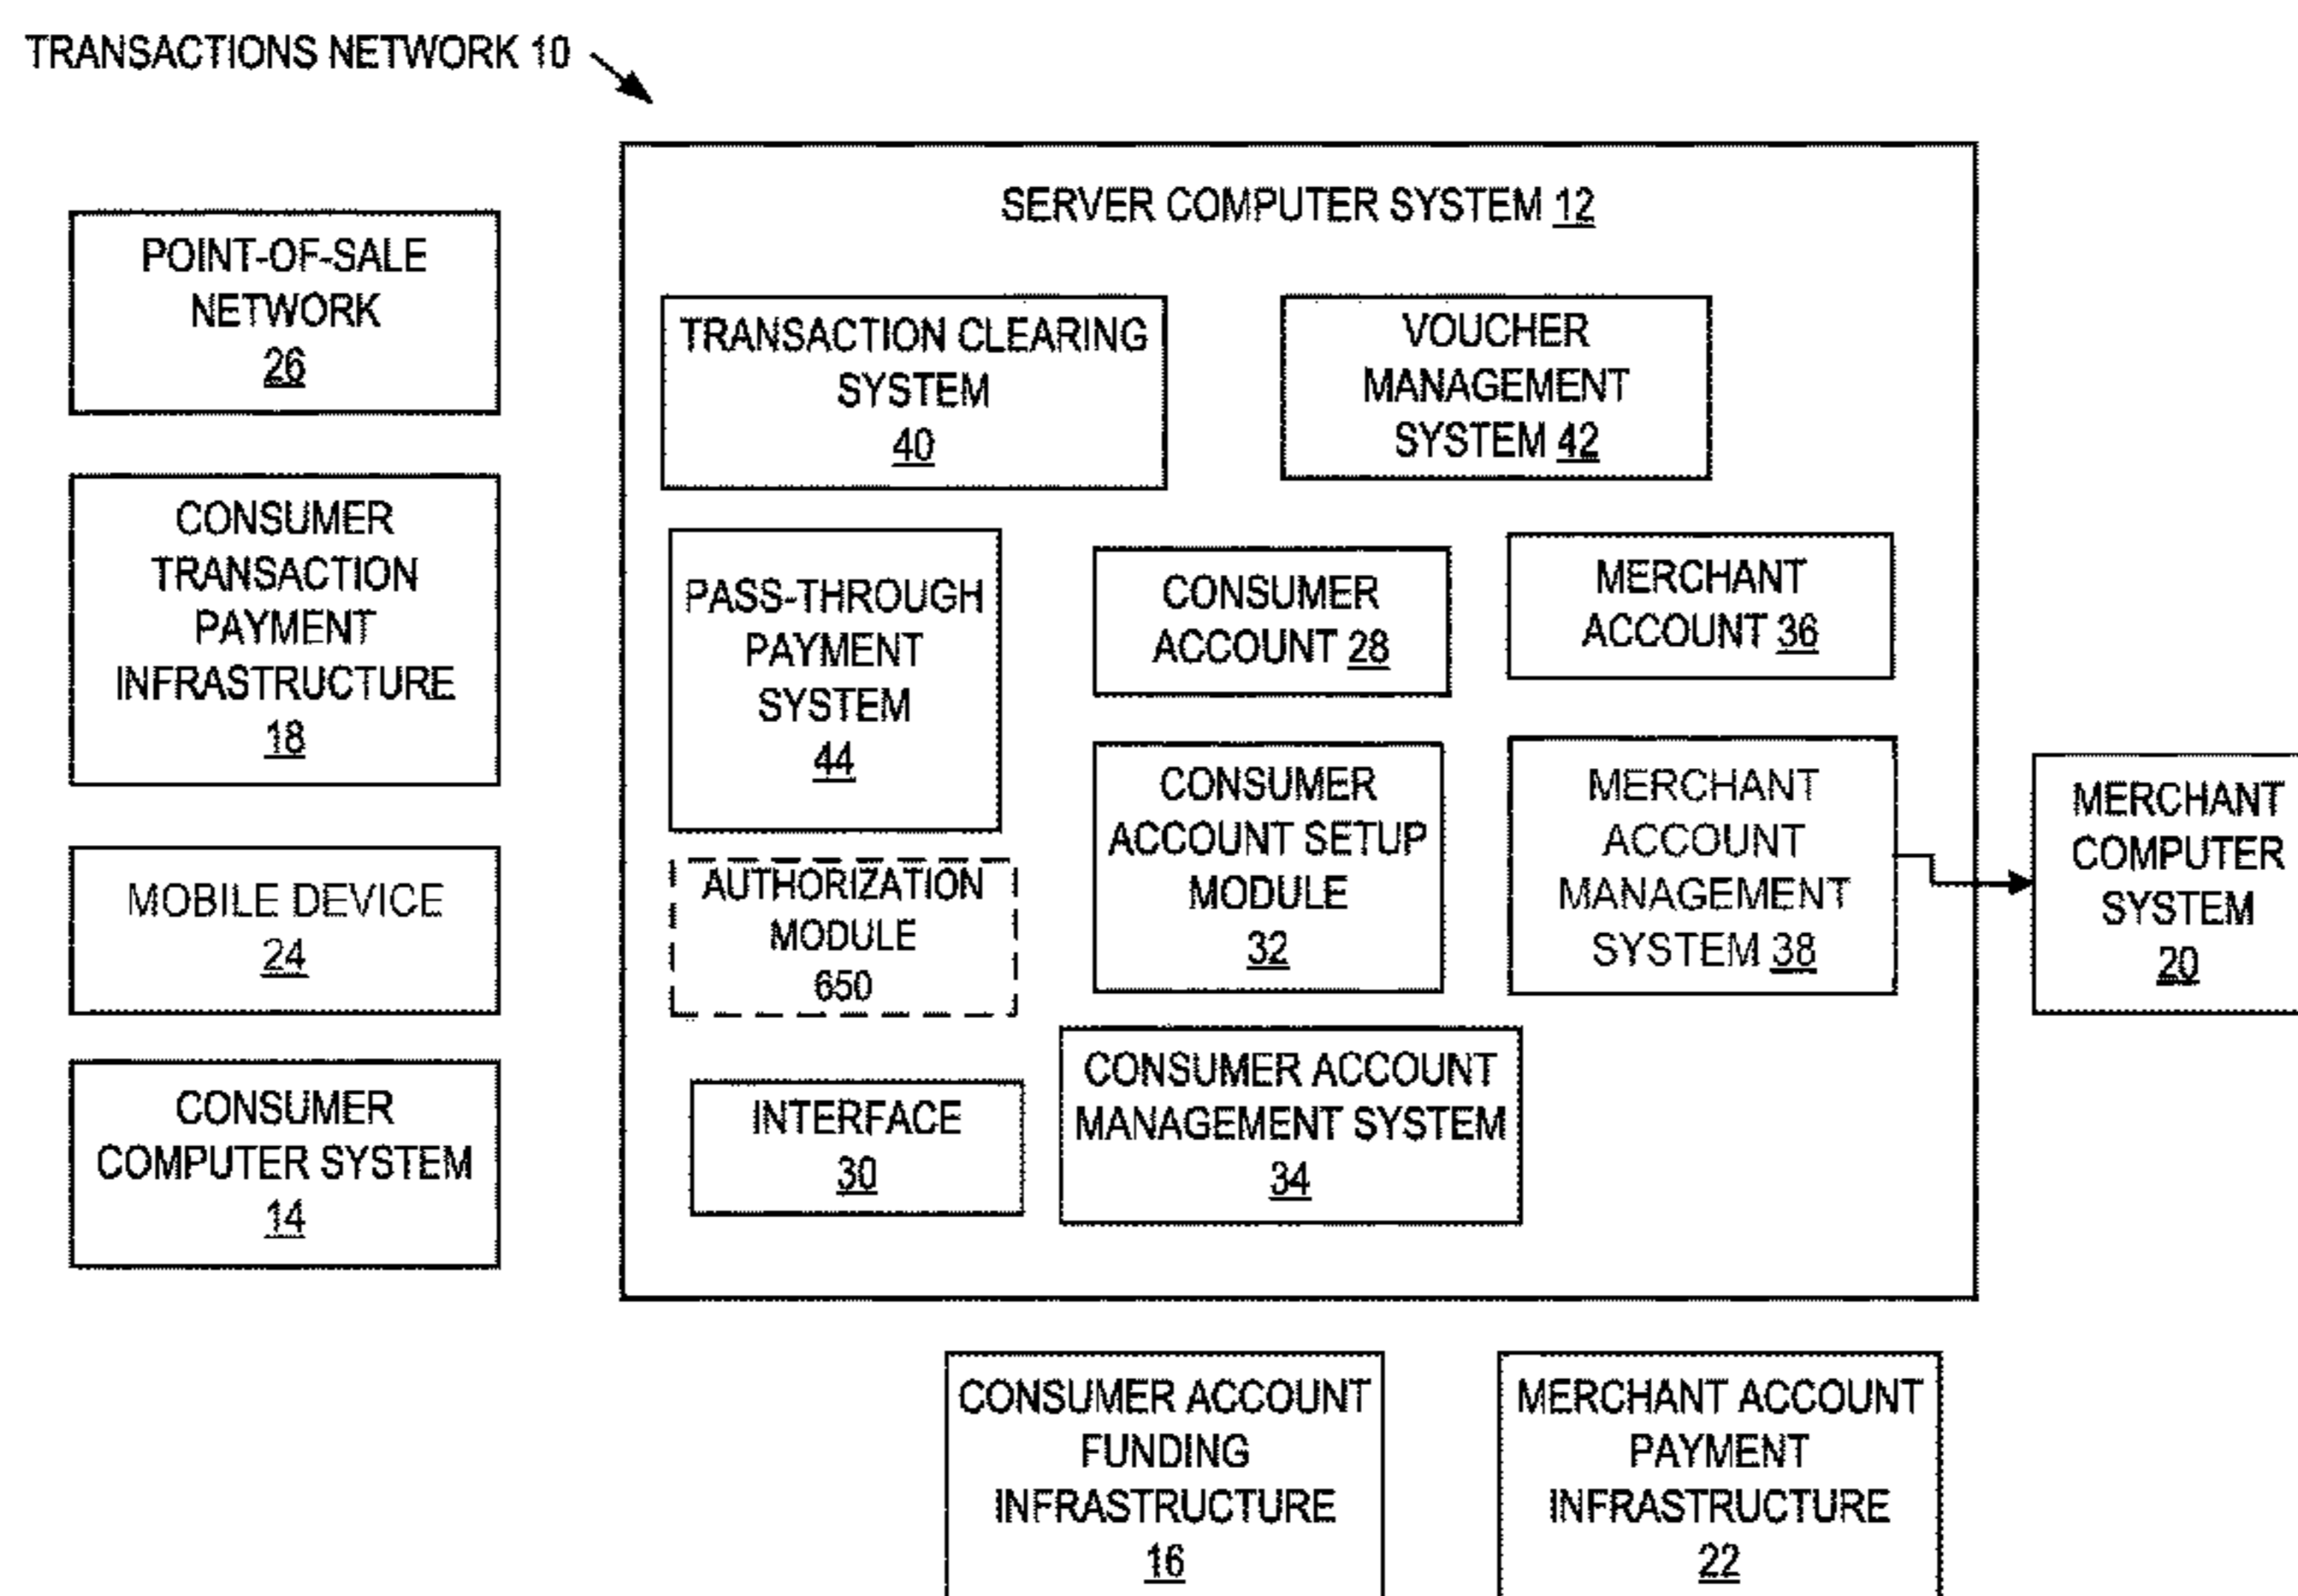 TRANSACTIONS NETWORK 10
SERVER COMPUTER SYSTEM 12
POINT-OF-SALE
NETWORK
26
CONSUMER
TRANSACTION
PAYMENT
INFRASTRUCTURE
18
MOBILE DEVICE
24
CONSUMER
COMPUTER SYSTEM
14
TRANSACTION CLEARING
SYSTEM
40
VOUCHER
MANAGEMENT
SYSTEM 42
PASS-THROUGH
PAYMENT
SYSTEM
44
CONSUMER
ACCOUNT 28
MERCHANT
ACCOUNT 36
AUTHORIZATION
MODULE
650
CONSUMER
ACCOUNT SETUP
MODULE
32
MERCHANT
ACCOUNT
MANAGEMENT
SYSTEM 38
INTERFACE
30
CONSUMER ACCOUNT
MANAGEMENT SYSTEM
34
MERCHANT
COMPUTER
SYSTEM
20
CONSUMER ACCOUNT
FUNDING
INFRASTRUCTURE
16
MERCHANT ACCOUNT
PAYMENT
INFRASTRUCTURE
22